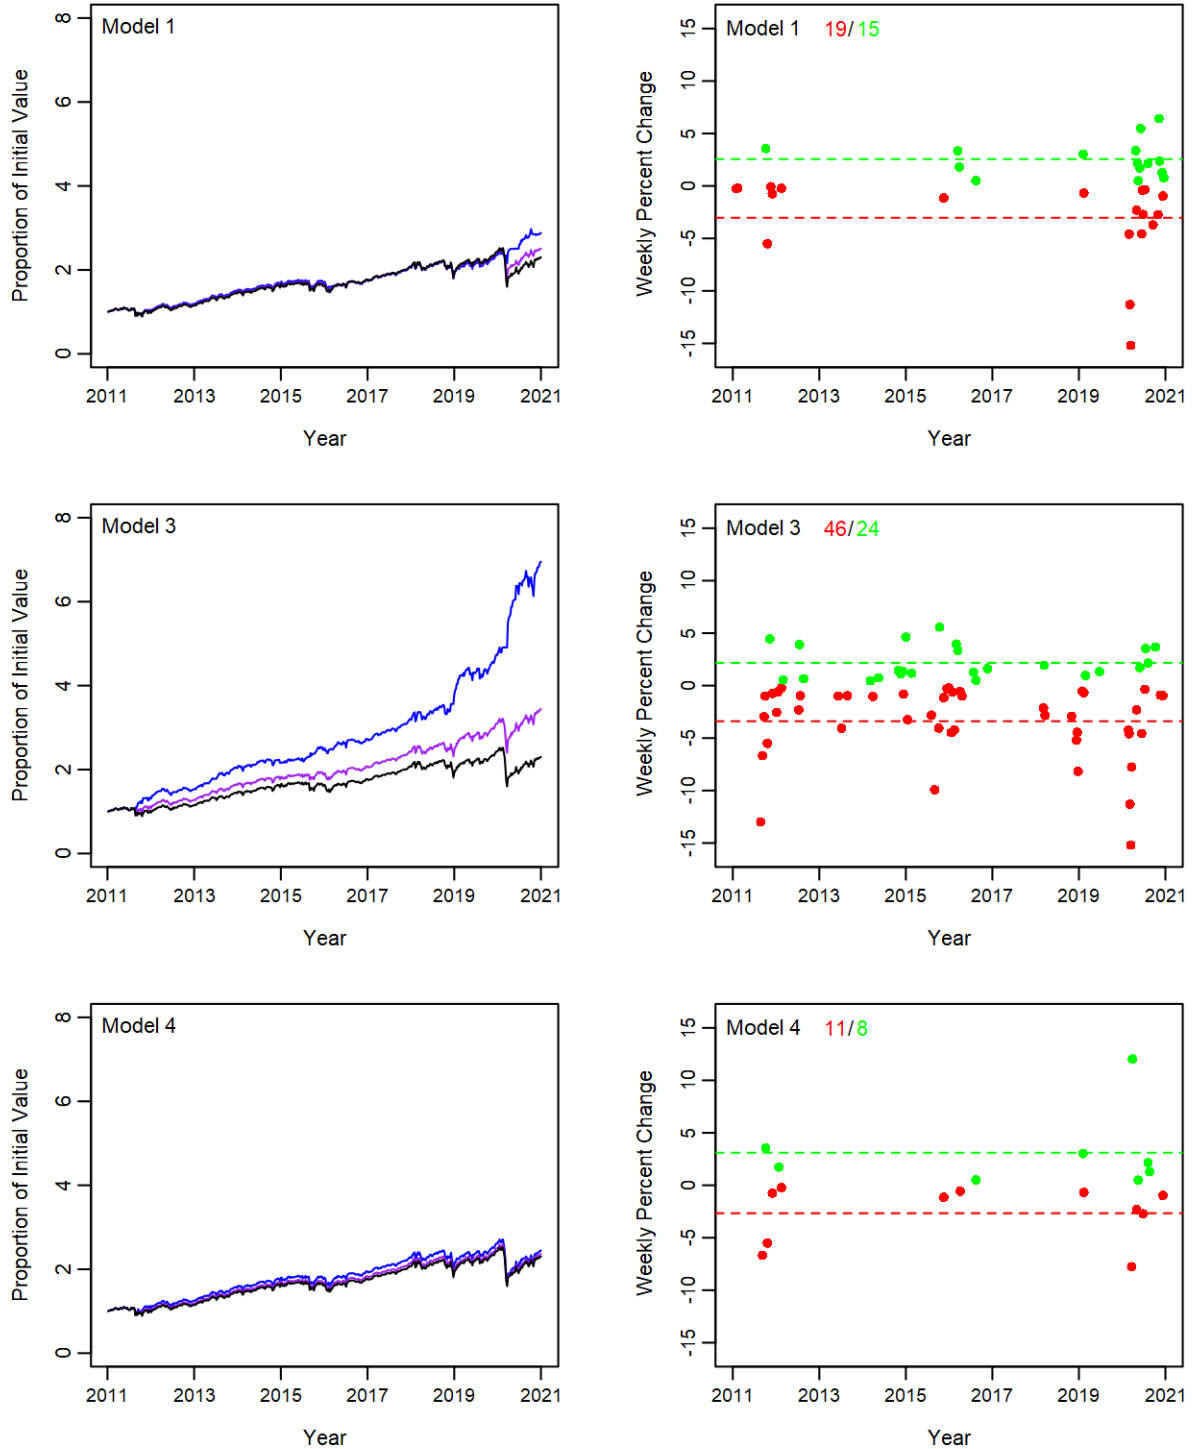 Model 1
Proportion of Initial Value
0 2 4 6 8
2011 2013 2015 2017 2019 2021
Year
Model 1 19/15
Weekly Percent Change
-15 -10 -5 0 5 10 15
2011 2013 2015 2017 2019 2021
Year
Model 3
Proportion of Initial Value
0 2 4 6 8
2011 2013 2015 2017 2019 2021
Year
Model 3 46/24
Weekly Percent Change
-15 -10 -5 0 5 10 15
2011 2013 2015 2017 2019 2021
Year
Model 4
Proportion of Initial Value
0 2 4 6 8
2011 2013 2015 2017 2019 2021
Year
Model 4 11/8
Weekly Percent Change
-15 -10 -5 0 5 10 15
2011 2013 2015 2017 2019 2021
Year